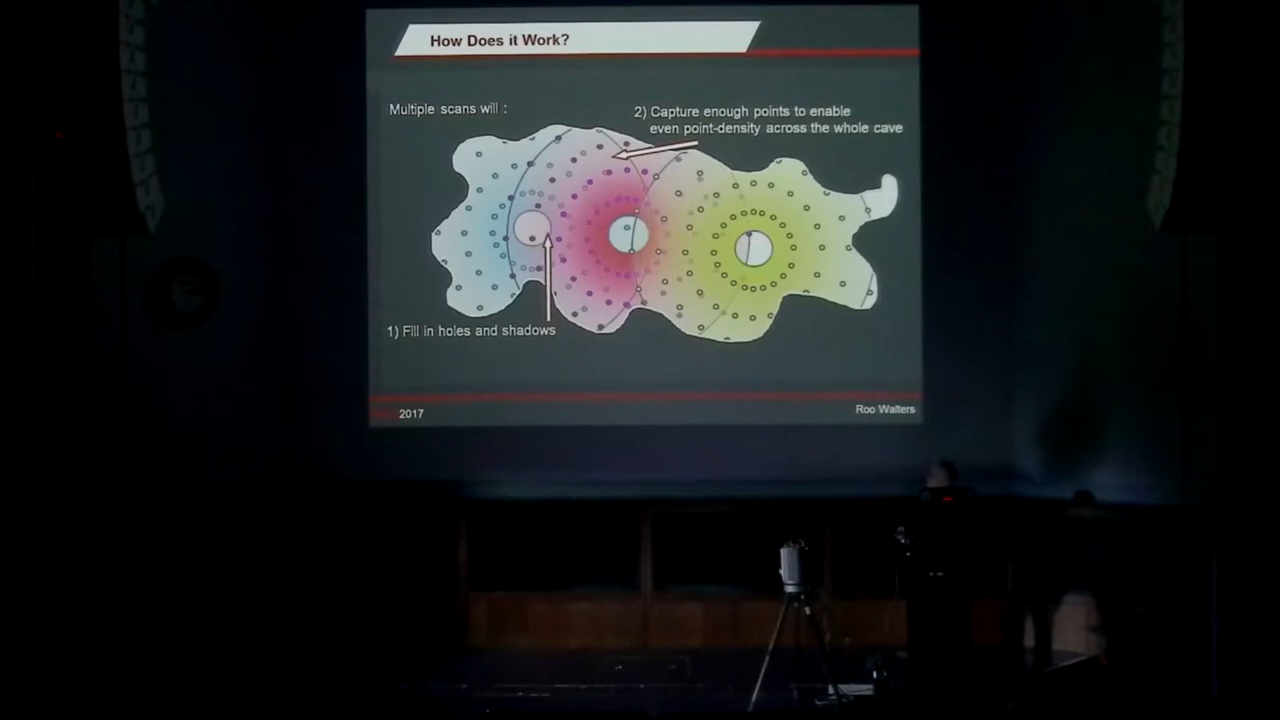 How Does it Work?
Multiple scans will :
2) Capture enough points to enable
even point-density across the whole cave
1) Fill in holes and shadows
2017
Roo Walters